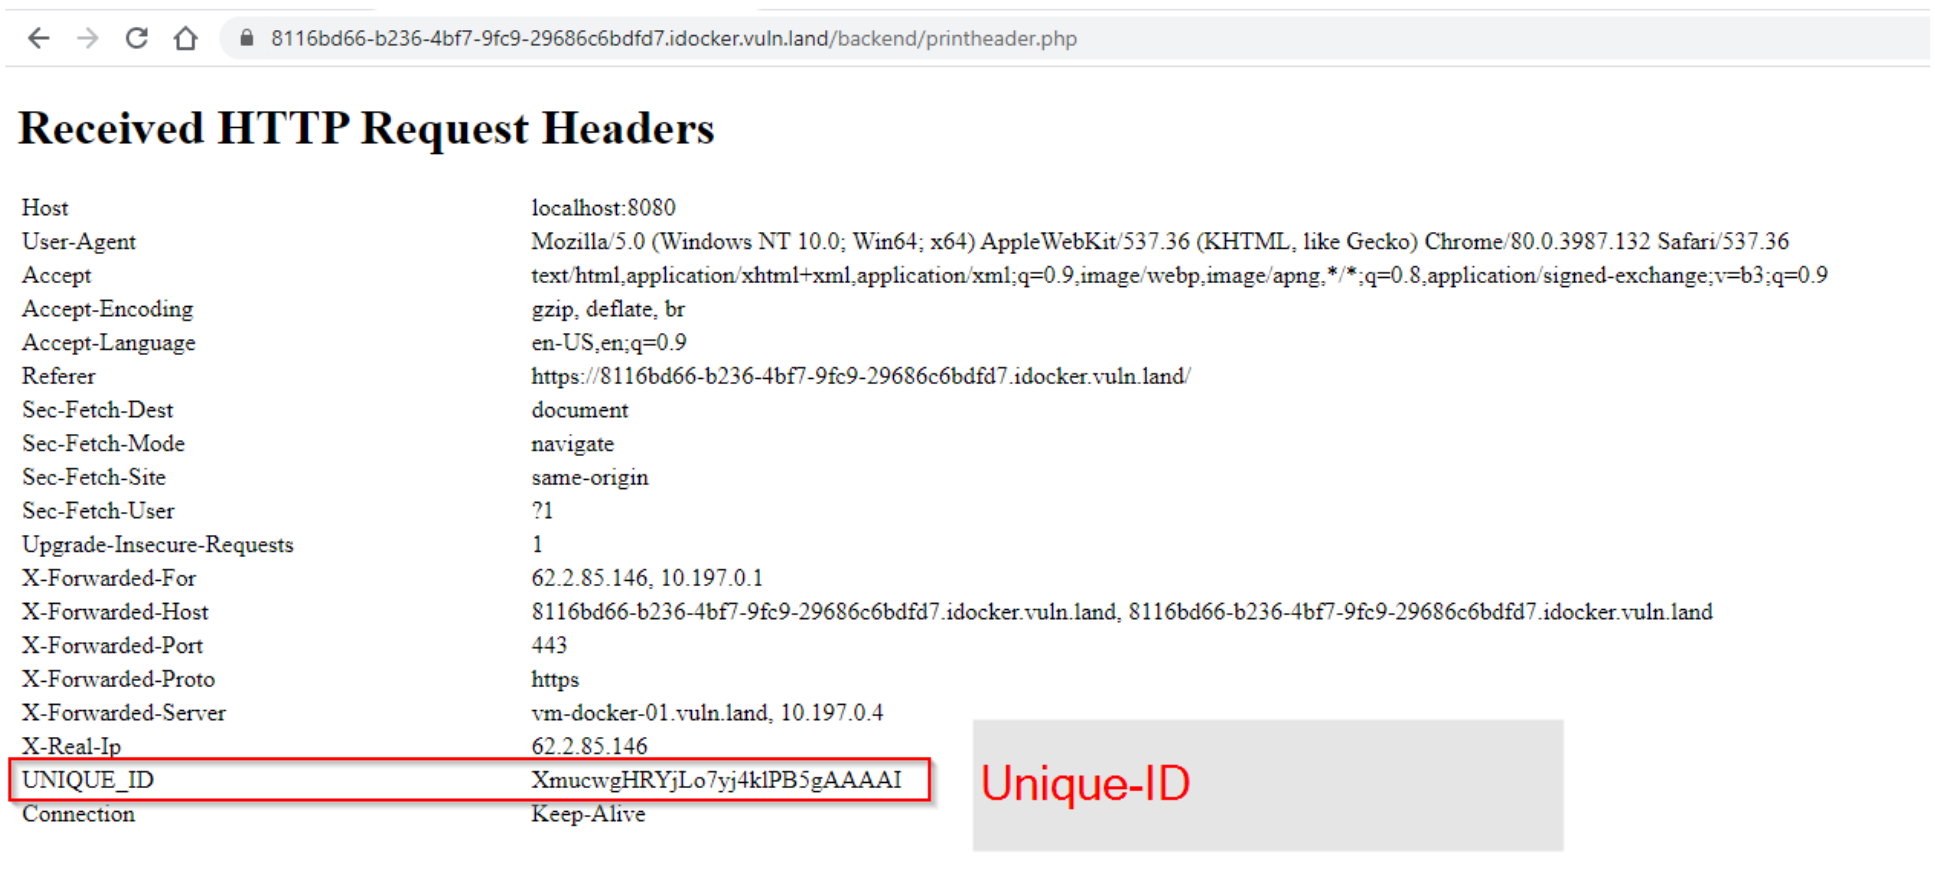 8116bd66-b236-4bf7-9fc9-29686c6bdfd7.idocker.vuln.land/backend/printheader.php
Received HTTP Request Headers
Host localhost:8080
User-Agent Mozilla/5.0 (Windows NT 10.0; Win64; x64) AppleWebKit/537.36 (KHTML, like Gecko) Chrome/80.0.3987.132 Safari/537.36
Accept text/html,application/xhtml+xml,application/xml;q=0.9,image/webp,image/apng,*/*;q=0.8,application/signed-exchange;v=b3;q=0.9
Accept-Encoding gzip, deflate, br
Accept-Language en-US,en;q=0.9
Referer https://8116bd66-b236-4bf7-9fc9-29686c6bdfd7.idocker.vuln.land/
Sec-Fetch-Dest document
Sec-Fetch-Mode navigate
Sec-Fetch-Site same-origin
Sec-Fetch-User ?1
Upgrade-Insecure-Requests 1
X-Forwarded-For 62.2.85.146, 10.197.0.1
X-Forwarded-Host 8116bd66-b236-4bf7-9fc9-29686c6bdfd7.idocker.vuln.land, 8116bd66-b236-4bf7-9fc9-29686c6bdfd7.idocker.vuln.land
X-Forwarded-Port 443
X-Forwarded-Proto https
X-Forwarded-Server vm-docker-01.vuln.land, 10.197.0.4
X-Real-Ip 62.2.85.146
UNIQUE_ID XmucwgHRYjLo7yj4klPB5gAAAAI
Unique-ID
Connection Keep-Alive